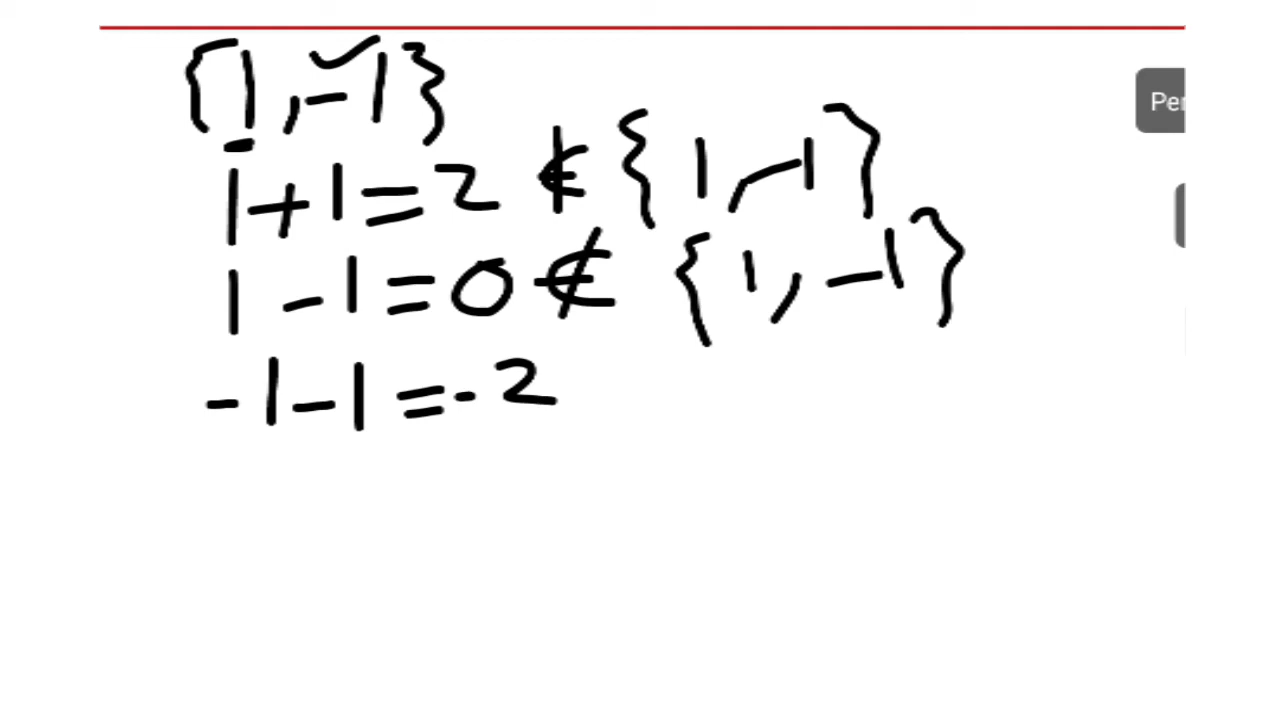 {1, -1}
1+1=2 ∉ {1, -1}
1-1=0 ∉ {1, -1}
-1-1=-2